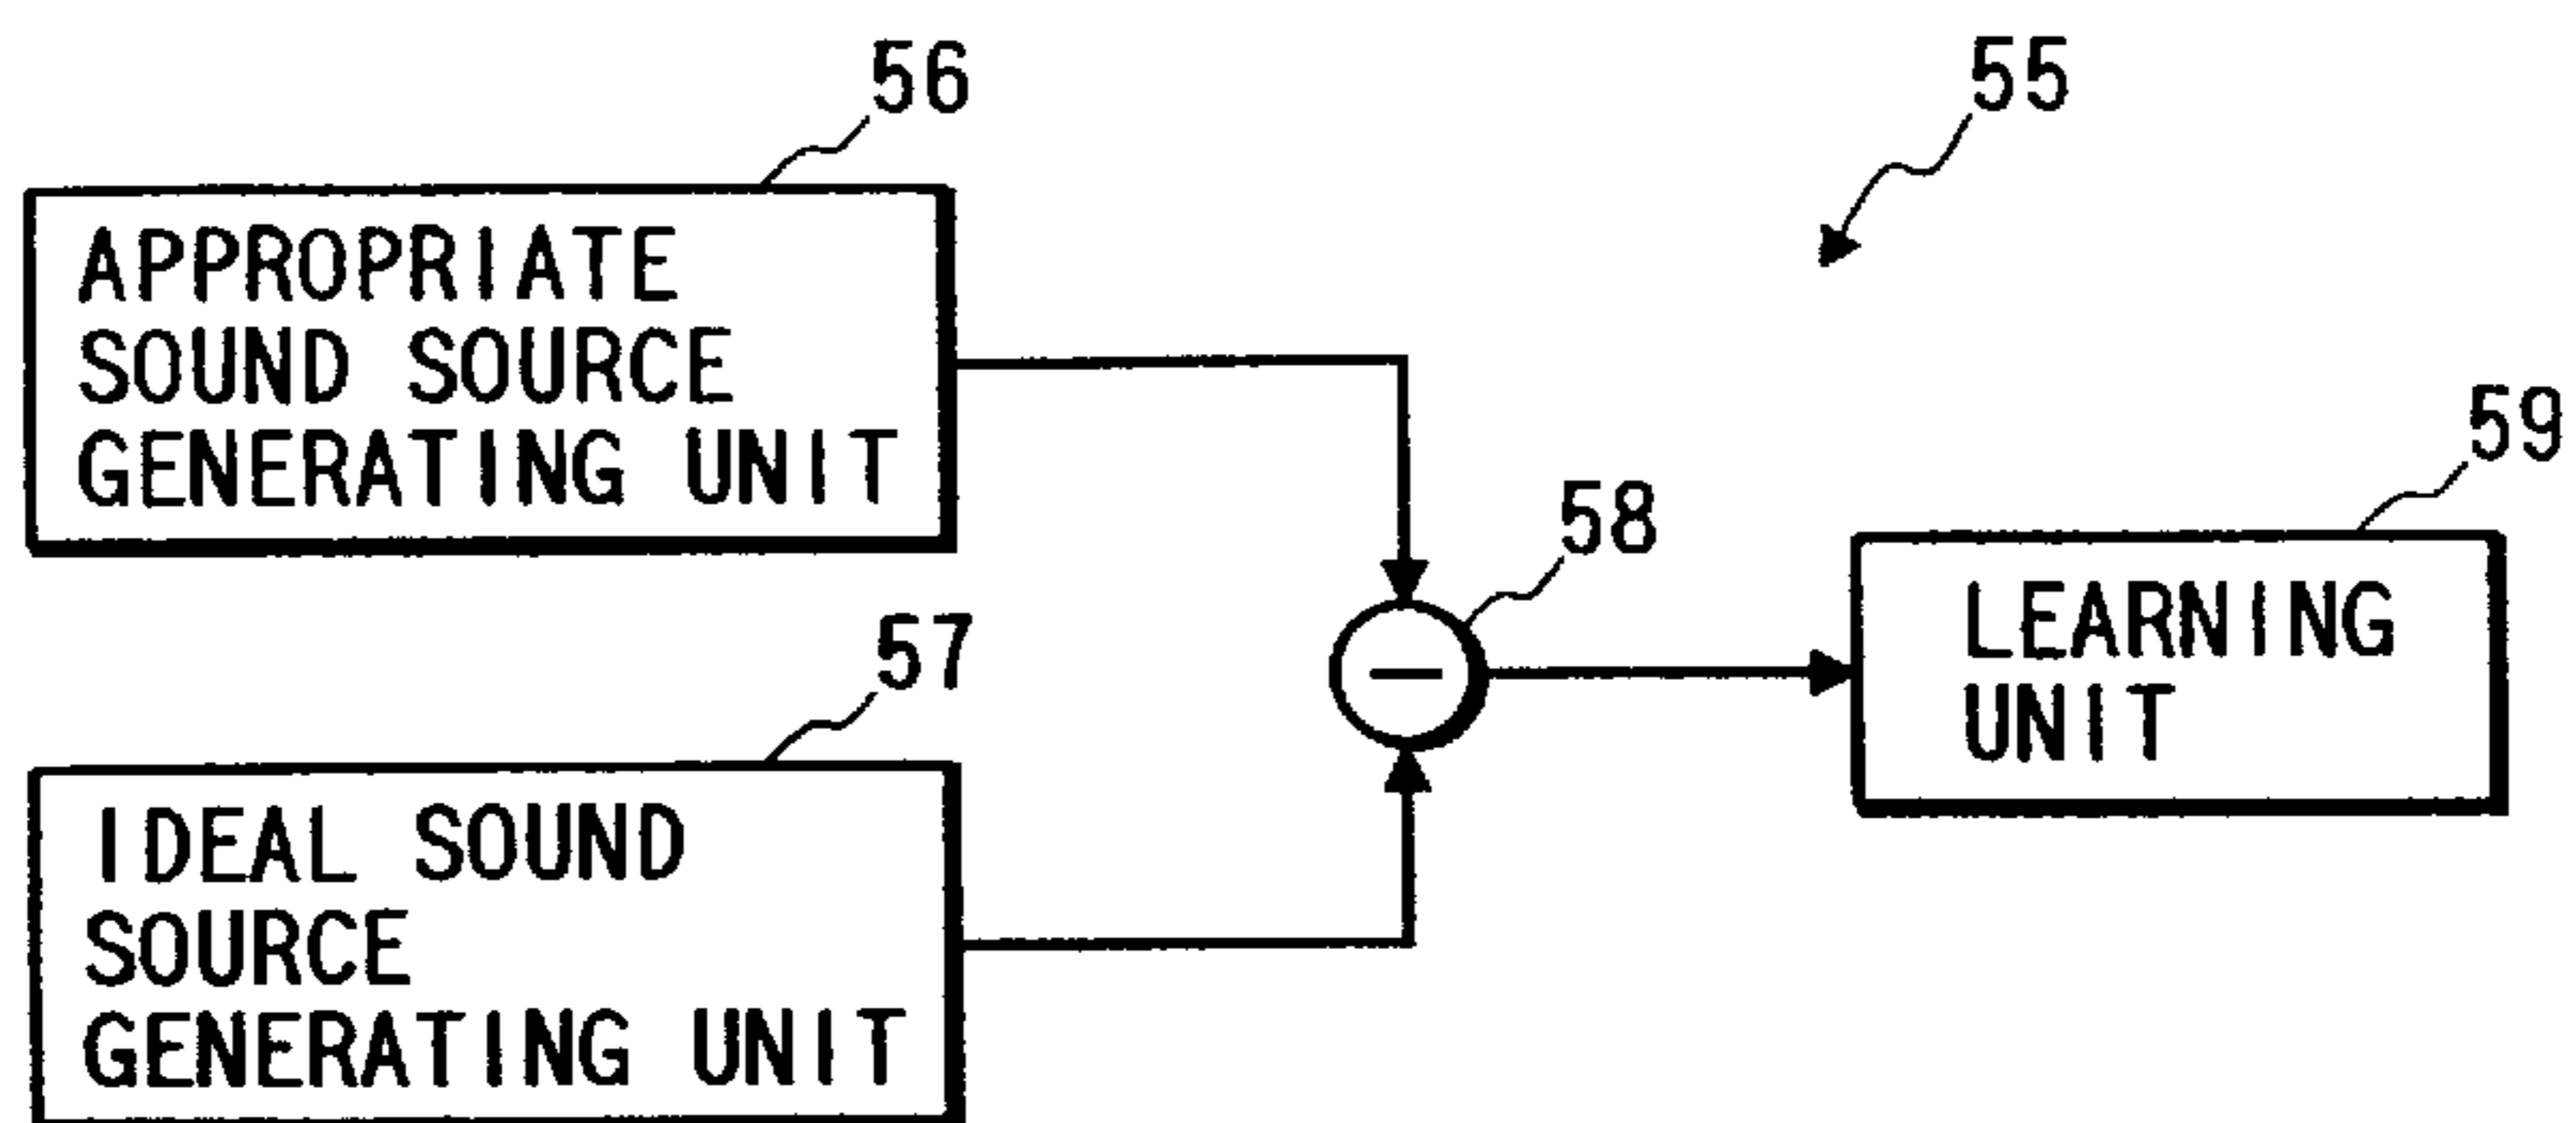 56
55
APPROPRIATE
SOUND SOURCE
GENERATING UNIT
59
58
LEARNING
UNIT
57
IDEAL SOUND
SOURCE
GENERATING UNIT